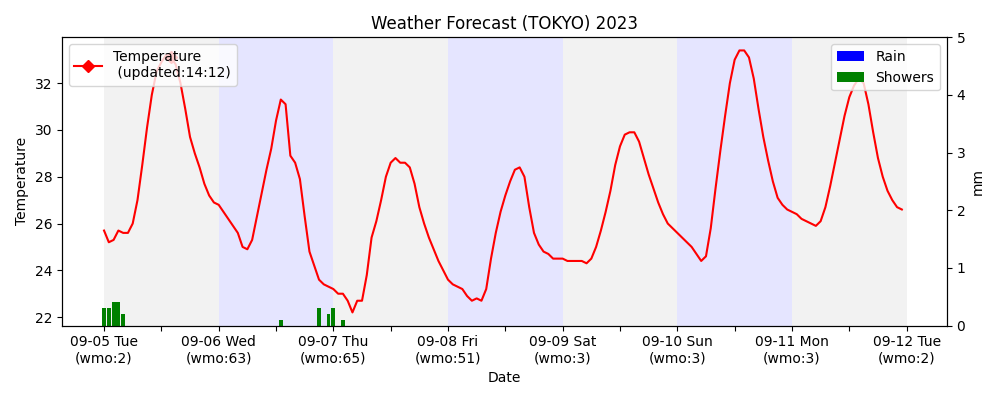 Weather Forecast (TOKYO) 2023
Temperature
(updated:14:12)
Rain
Showers
Temperature
32
30
28
26
24
22
5
4
3
2
1
0
mm
09-05 Tue
(wmo:2)
09-06 Wed
(wmo:63)
09-07 Thu
(wmo:65)
09-08 Fri
(wmo:51)
09-09 Sat
(wmo:3)
09-10 Sun
(wmo:3)
09-11 Mon
(wmo:3)
09-12 Tue
(wmo:2)
Date